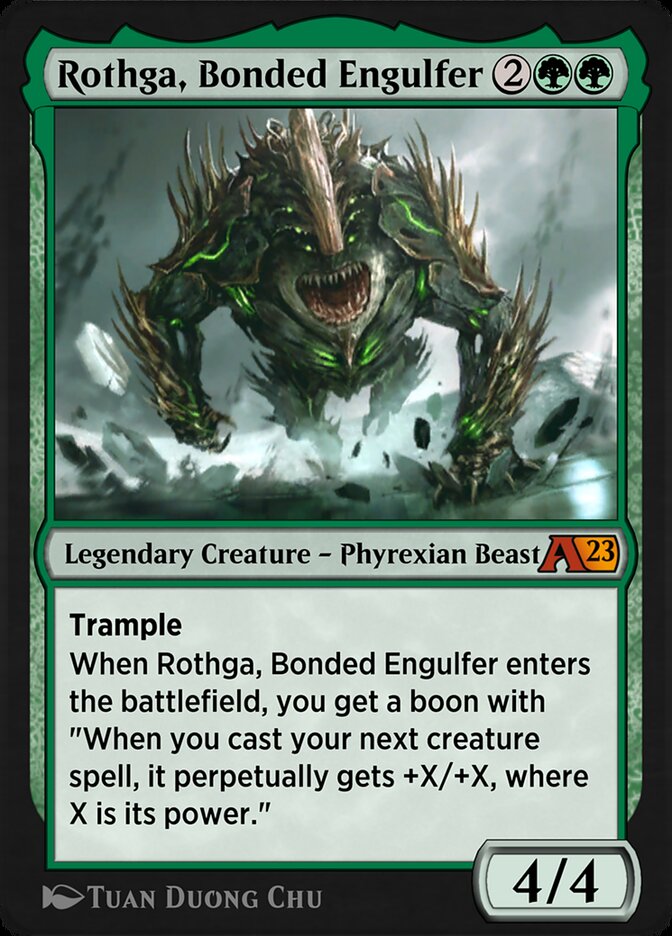 Rothga, Bonded Engulfer 2
Legendary Creature – Phyrexian Beast A23
Trample
When Rothga, Bonded Engulfer enters
the battlefield, you get a boon with
"When you cast your next creature
spell, it perpetually gets +X/+X, where
X is its power."
4/4
Tuan Duong Chu